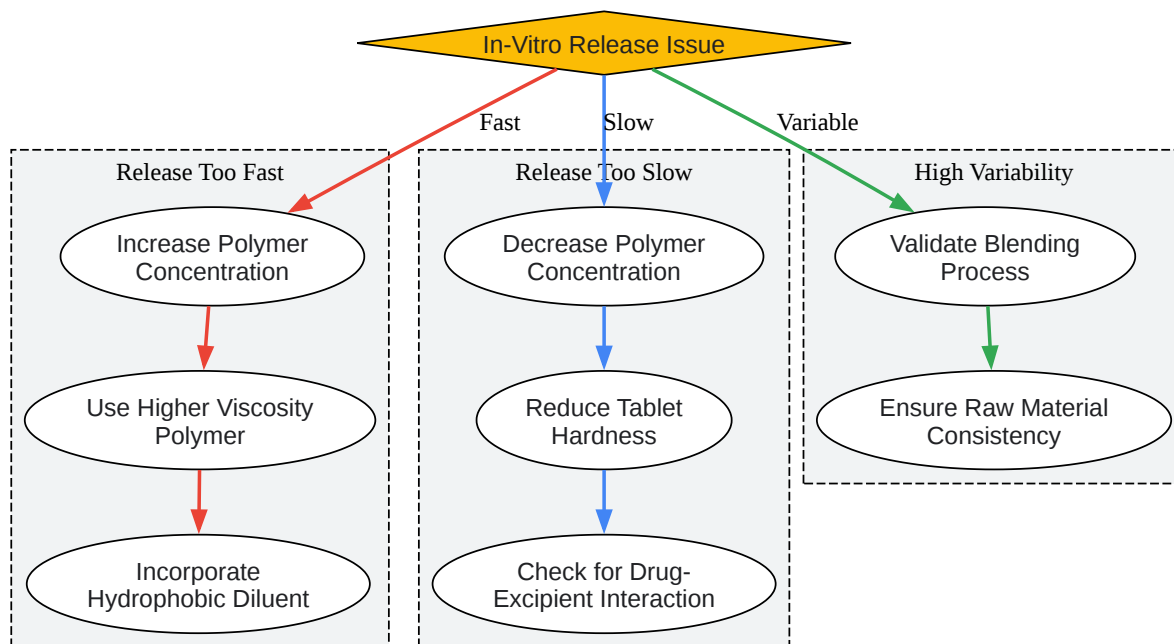 In-Vitro Release Issue
Fast
Slow
Variable
Release Too Fast
Release Too Slow
High Variability
Increase Polymer
Concentration
Decrease Polymer
Concentration
Validate Blending
Process
Use Higher Viscosity
Polymer
Reduce Tablet
Hardness
Ensure Raw Material
Consistency
Incorporate
Hydrophobic Diluent
Check for Drug-
Excipient Interaction